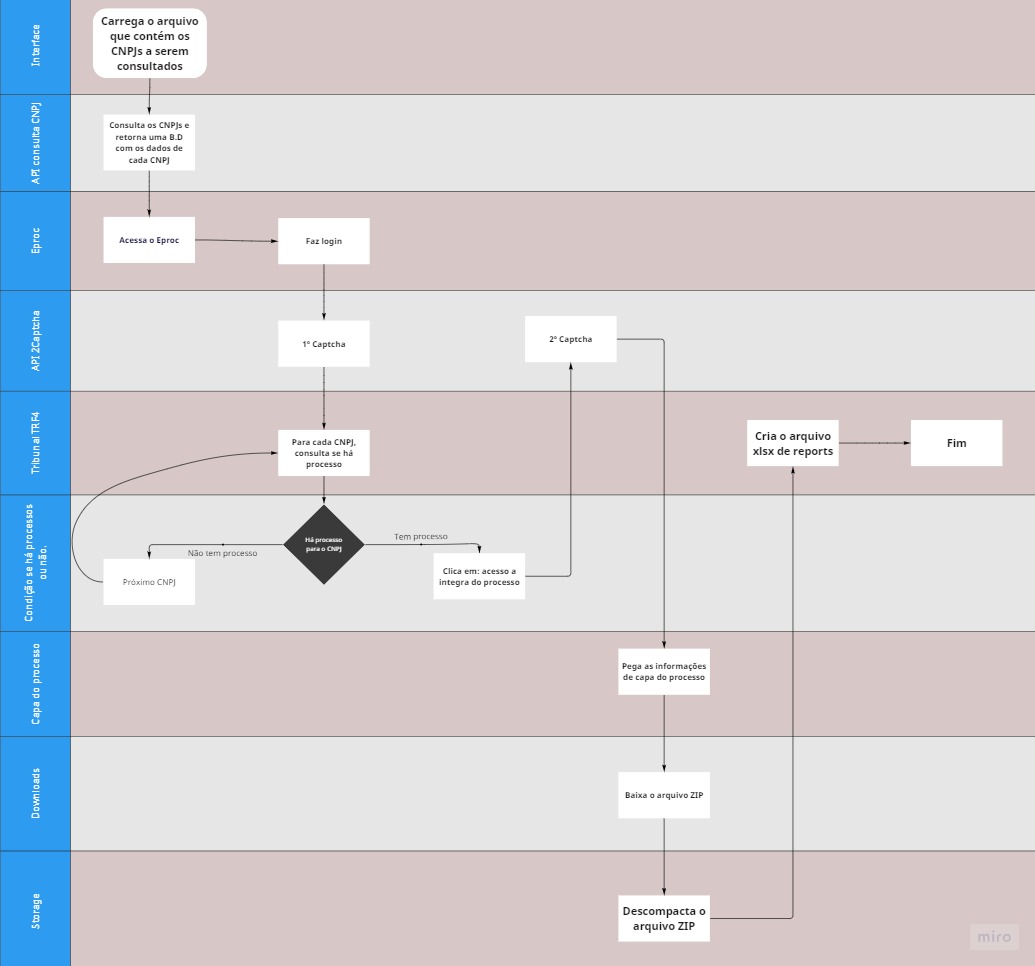 Interface
Carrega o arquivo
que contém os
CNPJs a serem
consultados
API consulta CNPJ
Consulta os CNPJs e
retorna uma B.D
com os dados de
cada CNPJ
Eproc
Acessa o Eproc
Faz login
API 2Captcha
1º Captcha
2º Captcha
Tribunal TRF4
Para cada CNPJ,
consulta se há
processo
Cria o arquivo
xlsx de reports
Fim
Condição se há processos
ou não.
Não tem processo
Há processo
para o CNPJ
Tem processo
Próximo CNPJ
Clica em: acesso a
integra do processo
Capa do processo
Pega as informações
de capa do processo
Downloads
Baixa o arquivo ZIP
Storage
Descompacta o
arquivo ZIP
miro